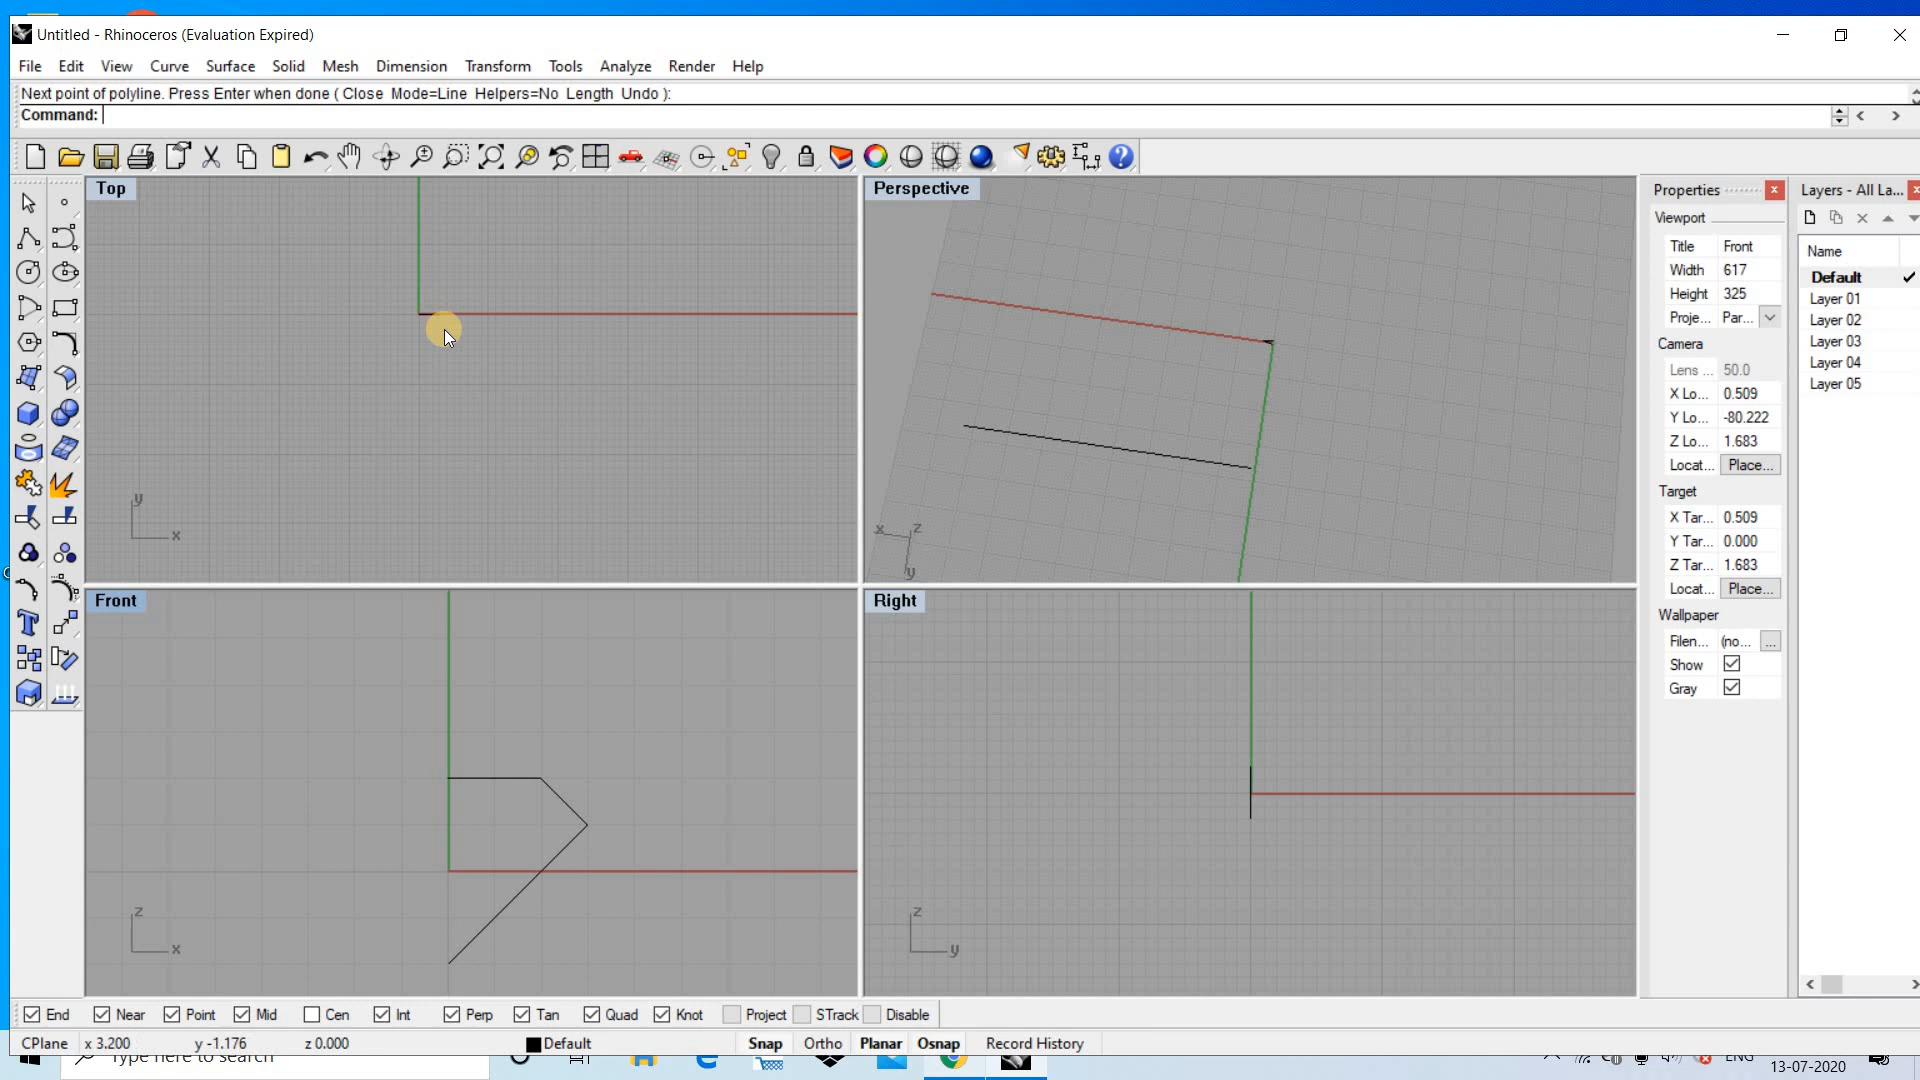 Untitled - Rhinoceros (Evaluation Expired)
File Edit View Curve Surface Solid Mesh Dimension Transform Tools Analyze Render Help
Next point of polyline. Press Enter when done ( Close Mode=Line Helpers=No Length Undo ):
Command:
Top
Perspective
Properties
Layers - All La...
Viewport
Title Front
Width 617
Height 325
Proje... Par...
Camera
Lens ... 50.0
X Lo... 0.509
Y Lo... -80.222
Z Lo... 1.683
Locat... Place...
Target
X Tar... 0.509
Y Tar... 0.000
Z Tar... 1.683
Locat... Place...
Wallpaper
Filen... (no... ...
Show
Gray
Name
Default
Layer 01
Layer 02
Layer 03
Layer 04
Layer 05
y
x
x z
y
Front
Right
z
x
z
y
End Near Point Mid Cen Int Perp Tan Quad Knot Project STrack Disable
CPlane x 3.200 y -1.176 z 0.000 Default Snap Ortho Planar Osnap Record History
Type here to search
ENG
13-07-2020